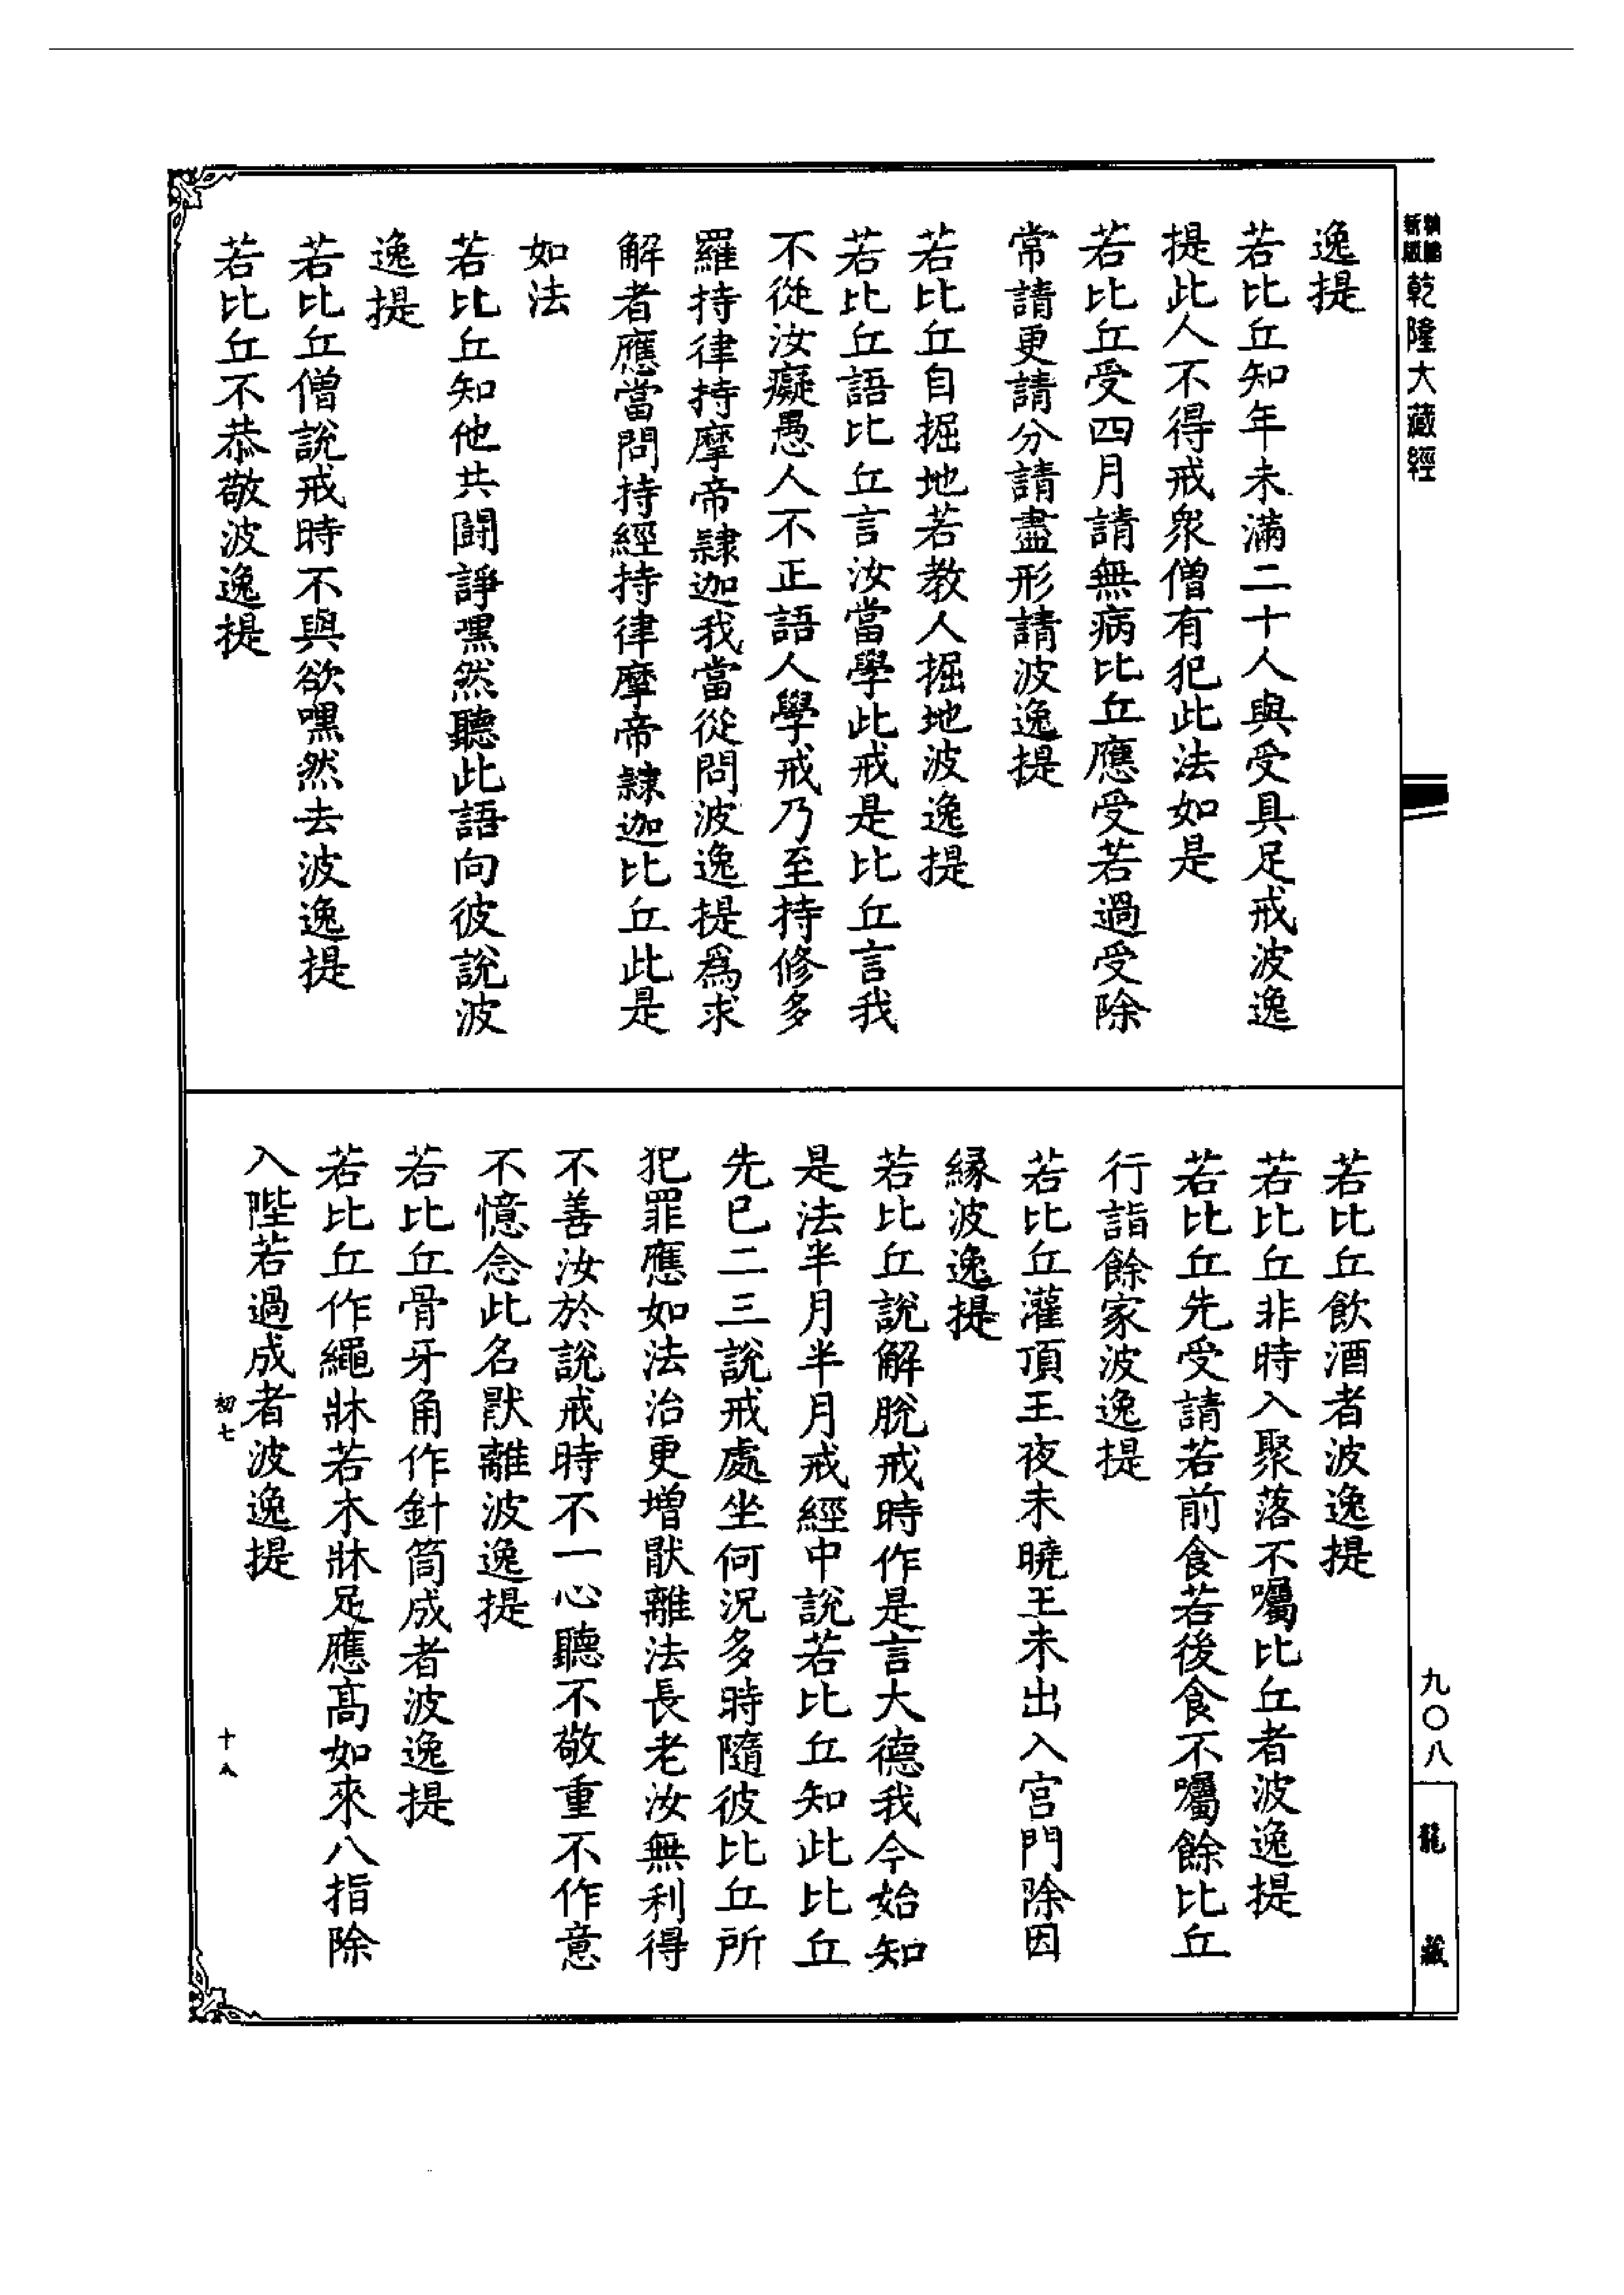 新編
縮版
乾隆大藏經
逸提
若比丘知年未滿二十人與受具足戒波逸
提此人不得戒衆僧有犯此法如是
若比丘受四月請無病比丘應受若過受除
常請更請分請盡形請波逸提
若比丘自掘地若教人掘地波逸提
若比丘語比丘言汝當學此戒是比丘言我
不從汝癡愚人不正語人學戒乃至持修多
羅持律持摩帝隸迦我當從問波逸提爲求
解者應當問持經持律摩帝隸迦比丘此是
如法
若比丘知他共鬪諍嘿然聽此語向彼說波
逸提
若比丘僧說戒時不與欲嘿然去波逸提
若比丘不恭敬波逸提
若比丘飲酒者波逸提
若比丘非時入聚落不囑比丘者波逸提
若比丘先受請若前食若後食不囑餘比丘
行詣餘家波逸提
若比丘灌頂王夜未曉王未出入宮門除因
緣波逸提
若比丘說解脫戒時作是言大德我今始知
是法半月半月戒經中說若比丘知此比丘
先已二三說戒處坐何況多時隨彼比丘所
犯罪應如法治更增猒離法長老汝無利得
不善汝於說戒時不一心聽不敬重不作意
不憶念此名猒離波逸提
若比丘骨牙角作針筒成者波逸提
若比丘作繩牀若木牀足應高如來八指除
入陛若過成者波逸提
初七
十八
九〇八
龍藏